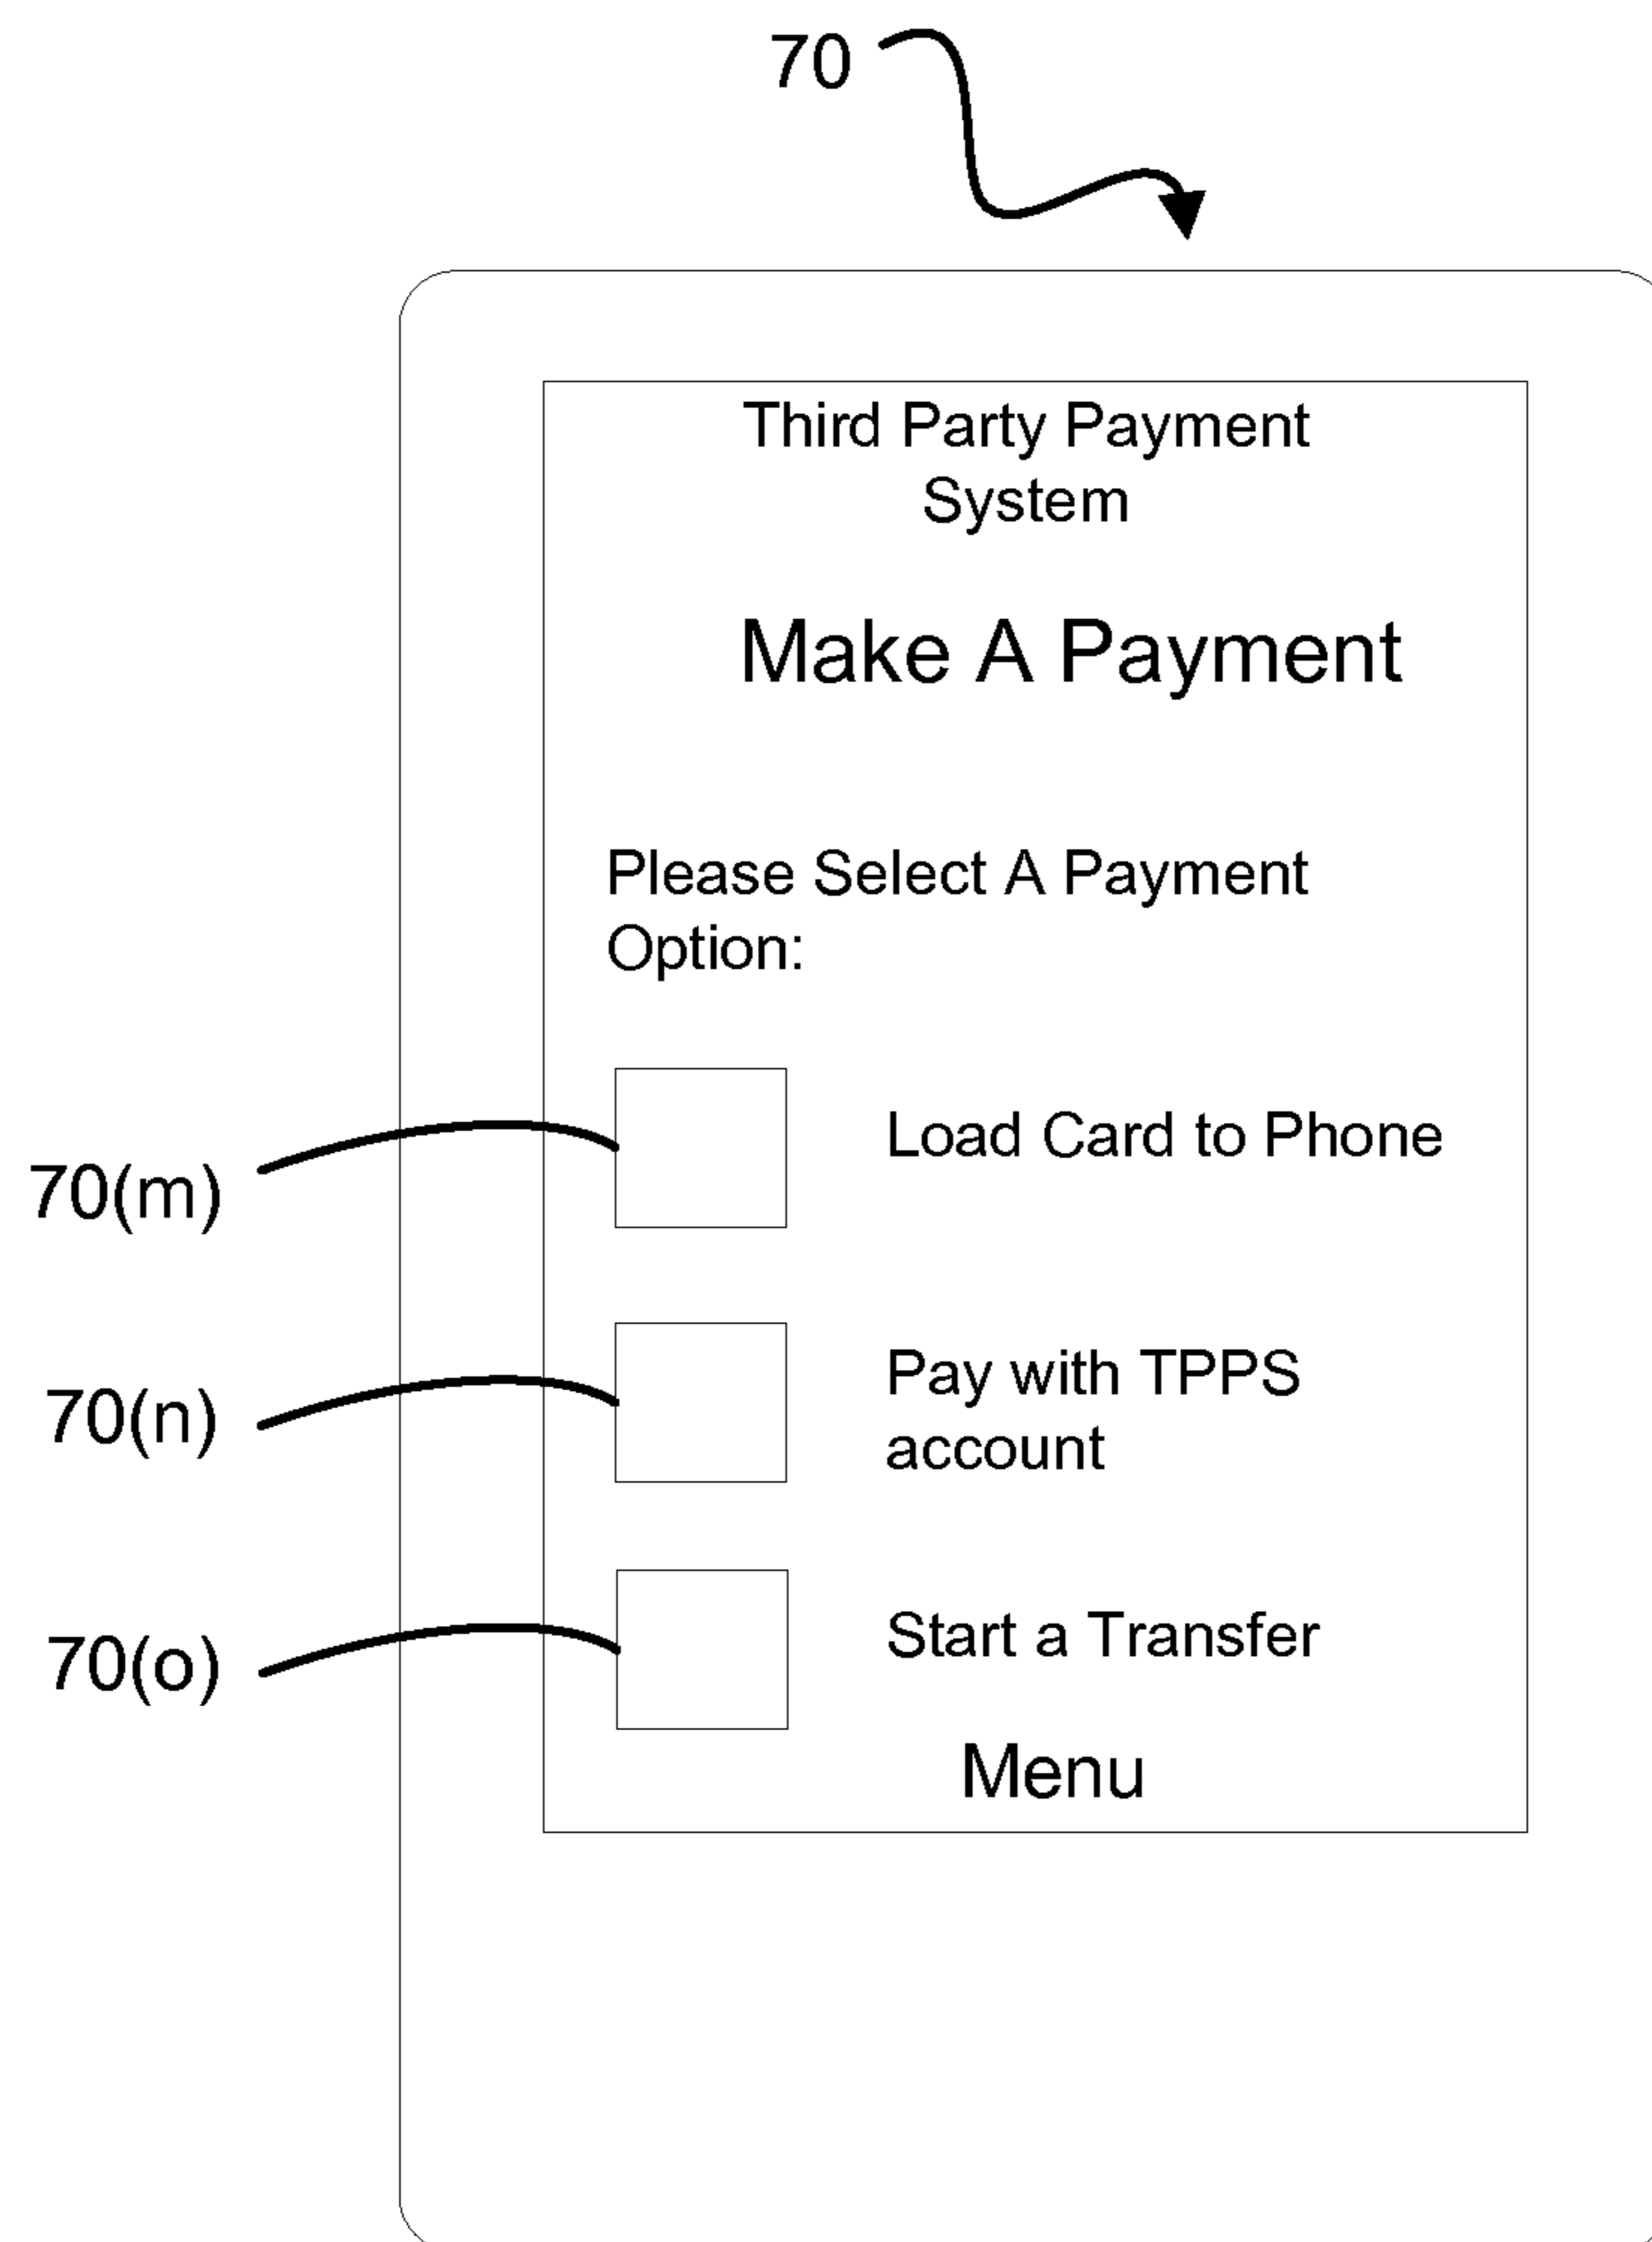 70
Third Party Payment
System
Make A Payment
Please Select A Payment
Option:
70(m)
Load Card to Phone
70(n)
Pay with TPPS
account
70(o)
Start a Transfer
Menu